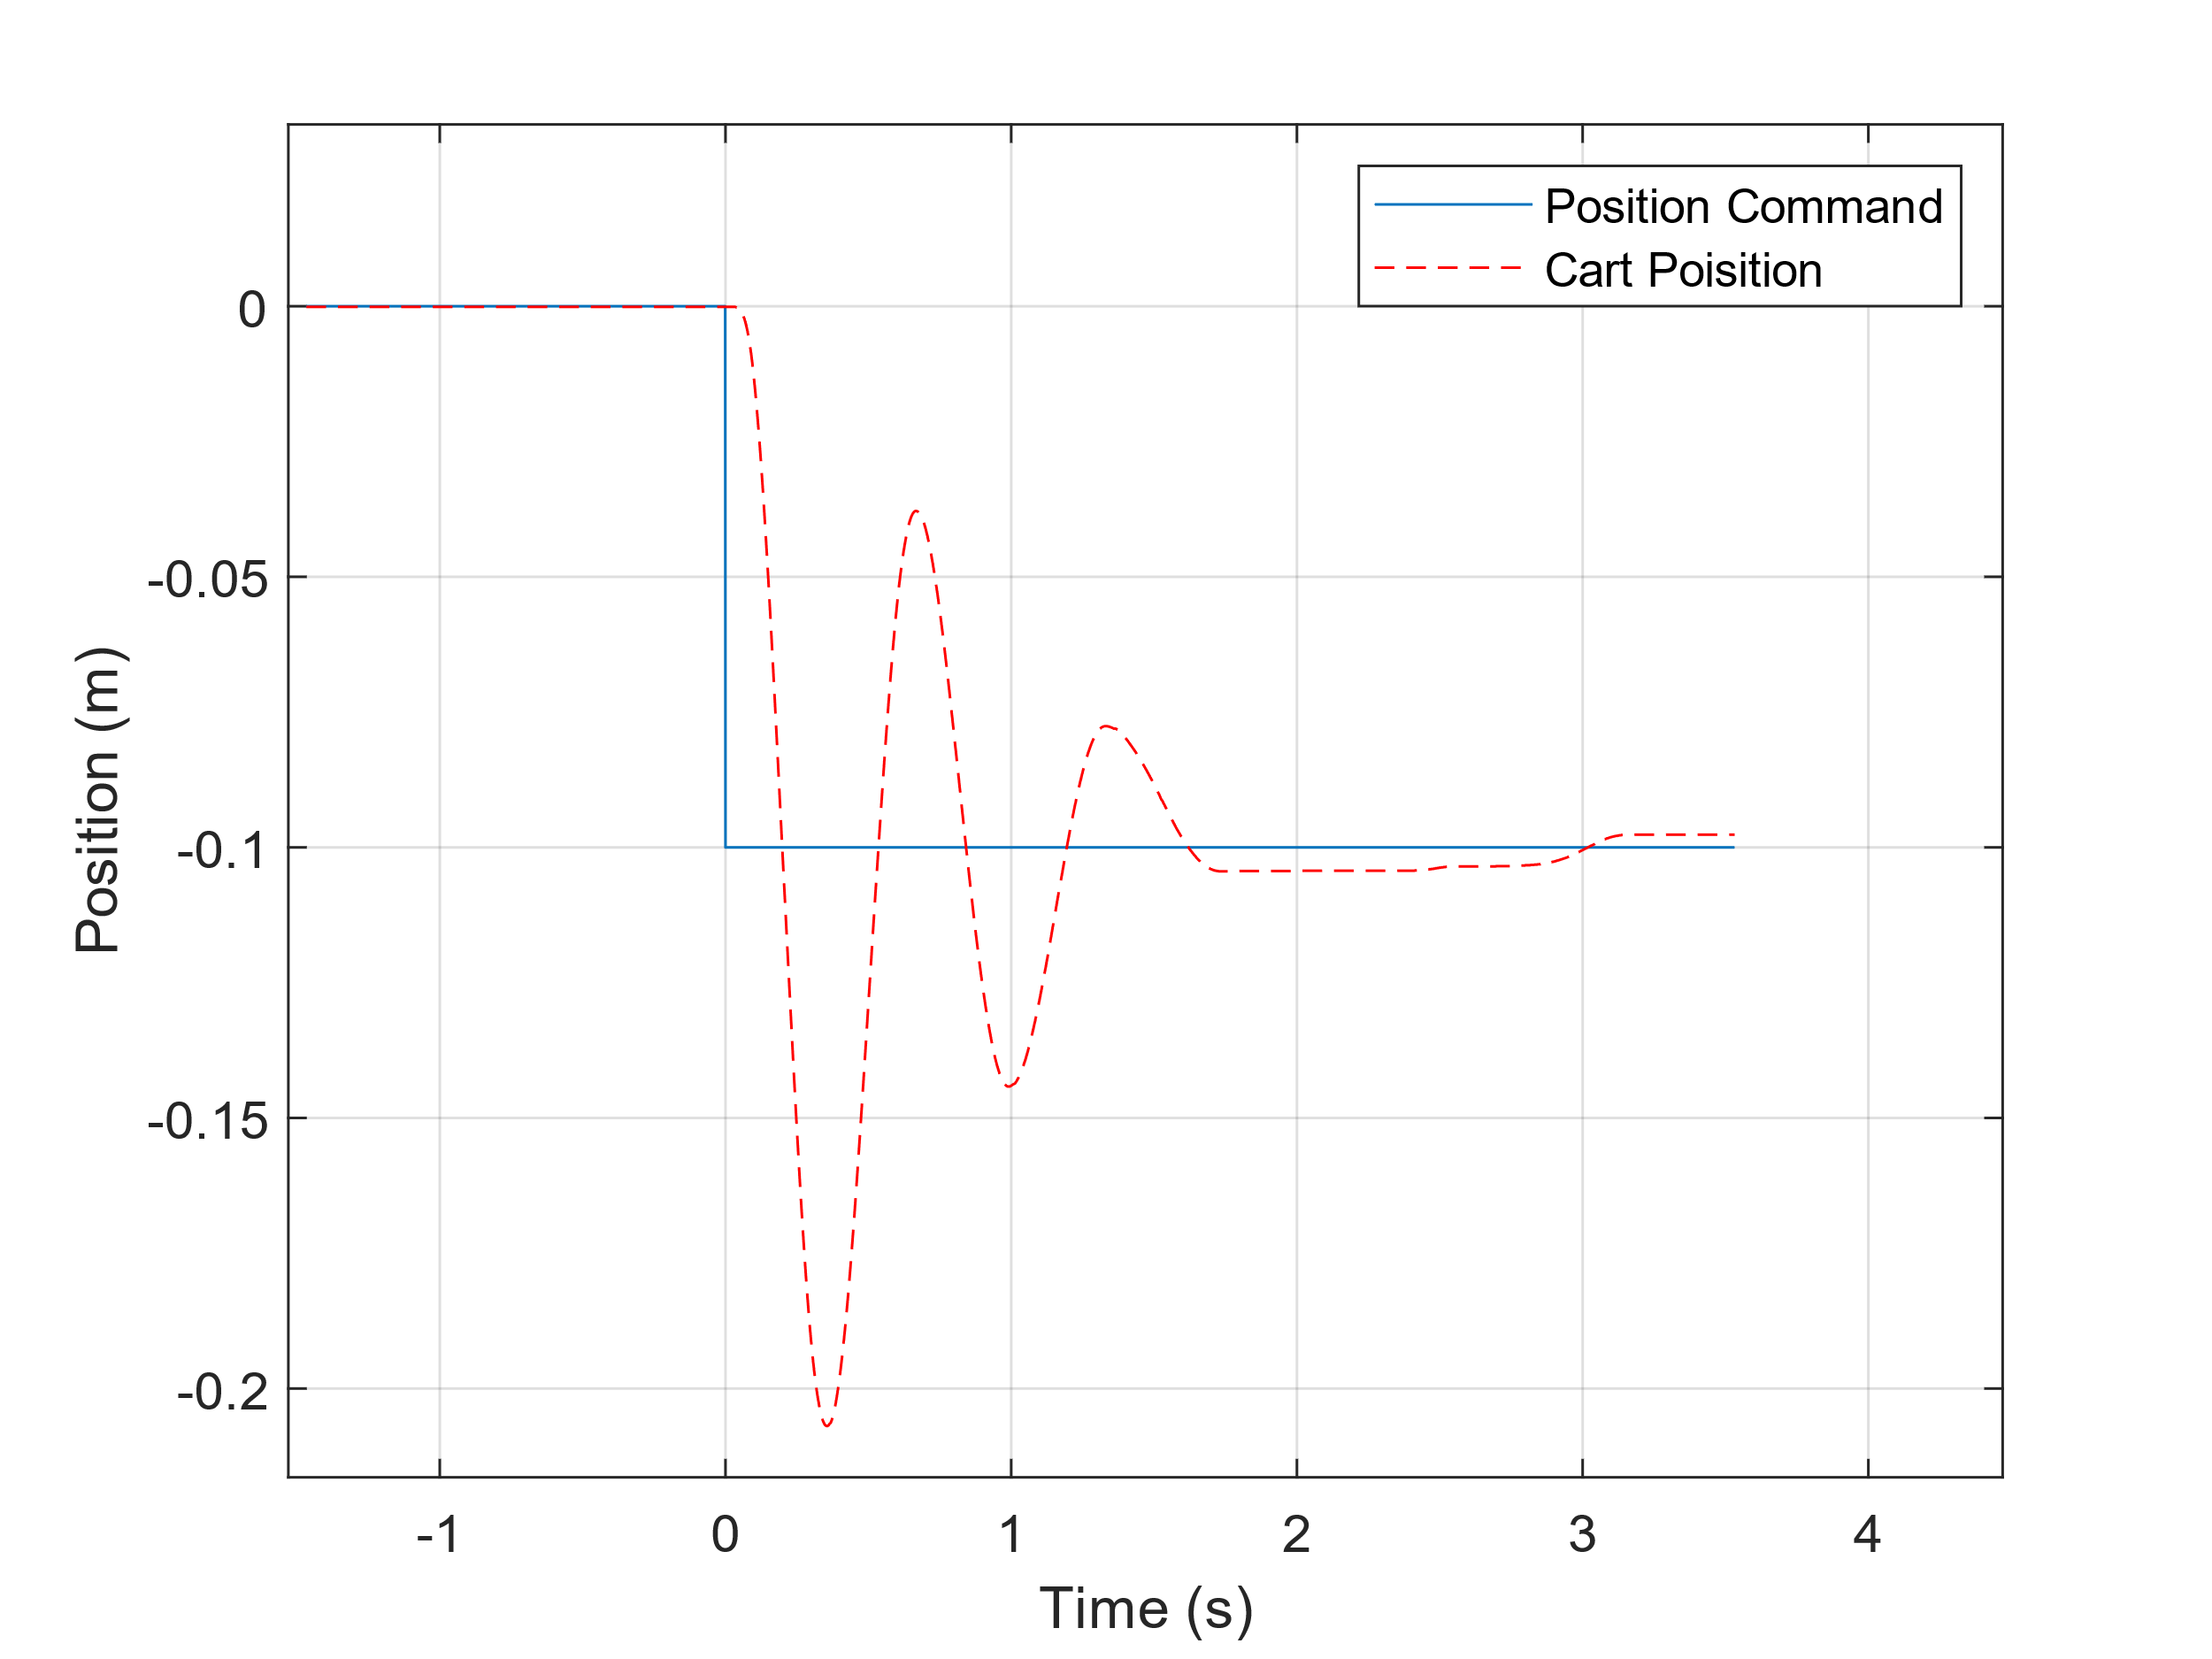 Position Command
Cart Poisition
0
-0.05
-0.1
-0.15
-0.2
Position (m)
-1
0
1
2
3
4
Time (s)